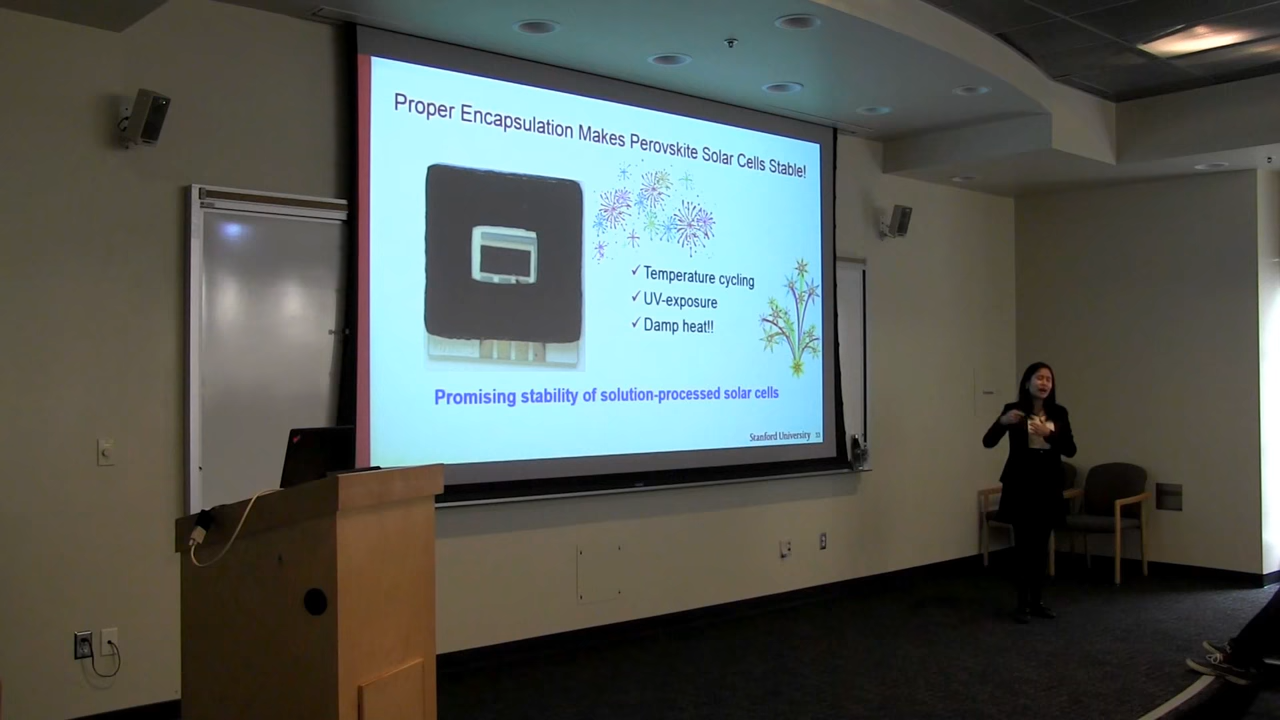 Proper Encapsulation Makes Perovskite Solar Cells Stable!
✓ Temperature cycling
✓ UV-exposure
✓ Damp heat!!
Promising stability of solution-processed solar cells
Stanford University